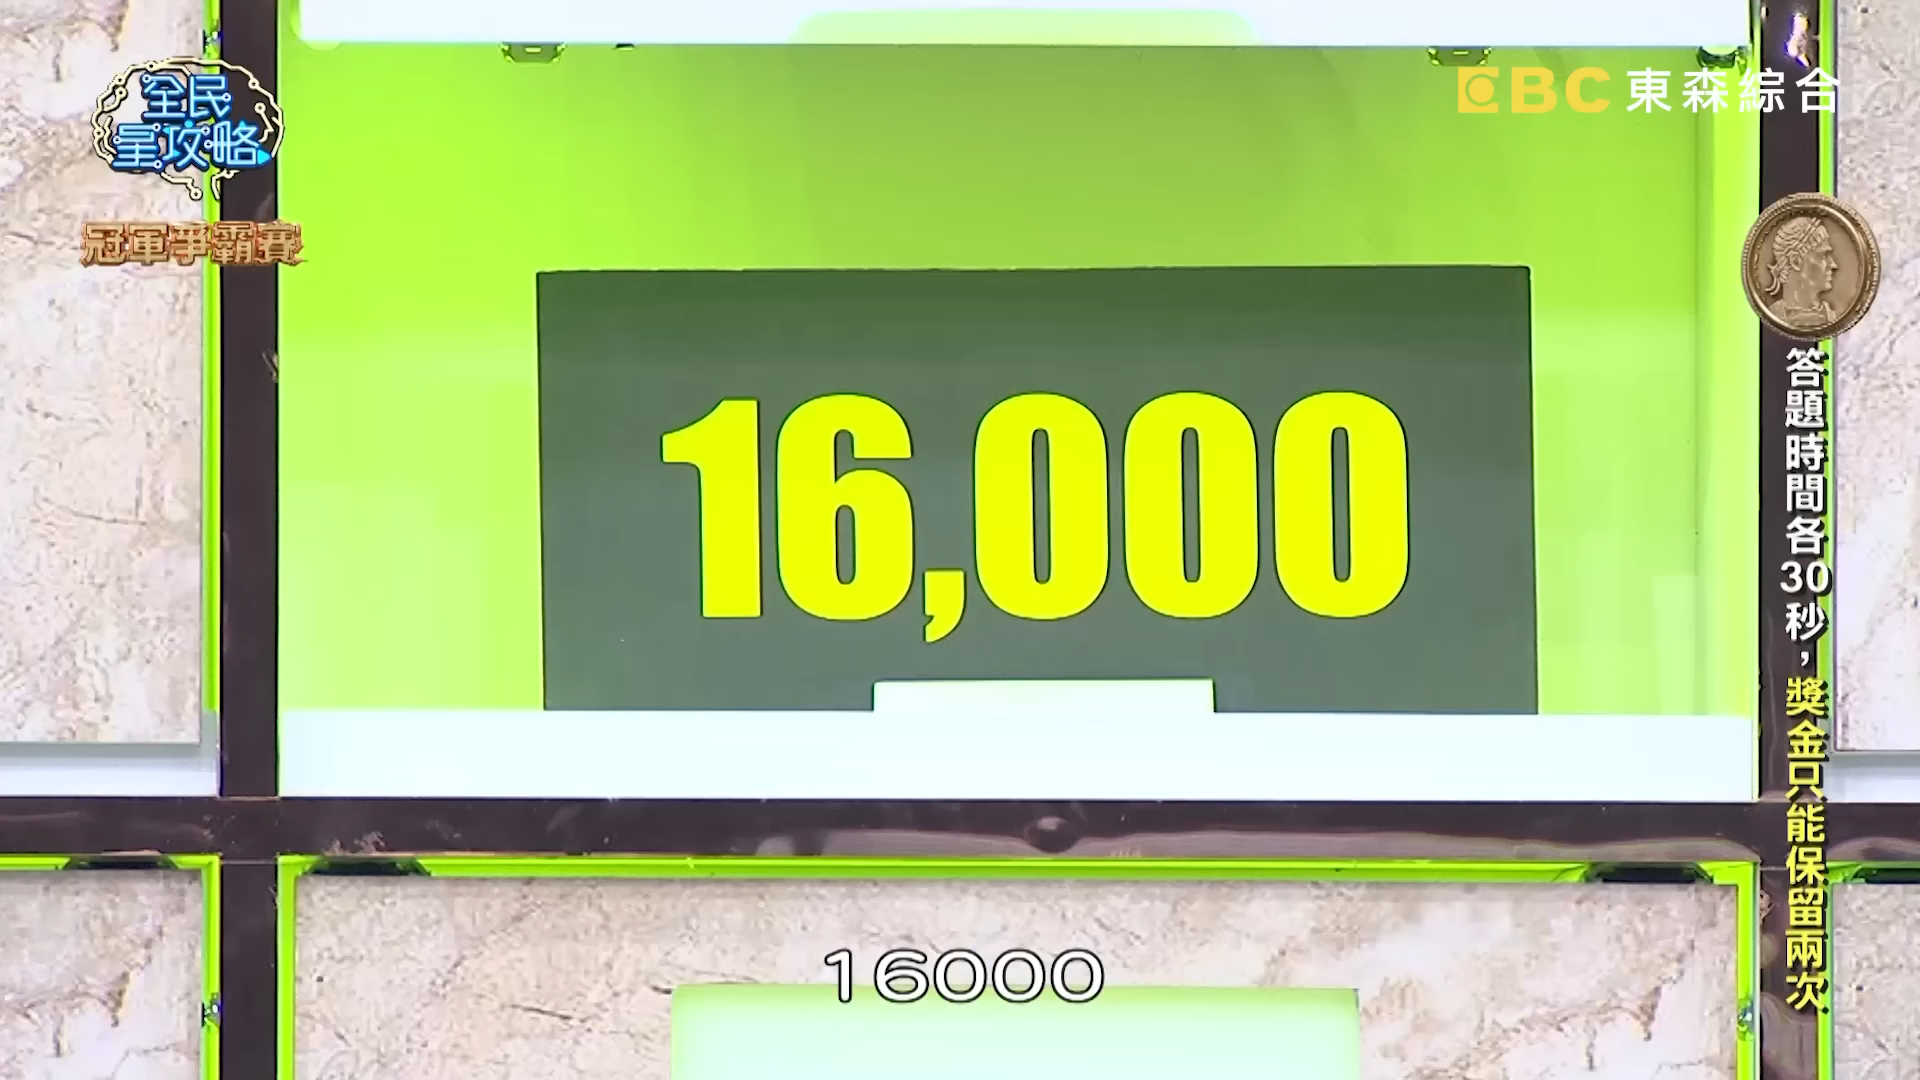 全民
星攻略
冠軍爭霸賽
EBC 東森綜合
16,000
答題時間各30秒，獎金只能保留兩次
16000